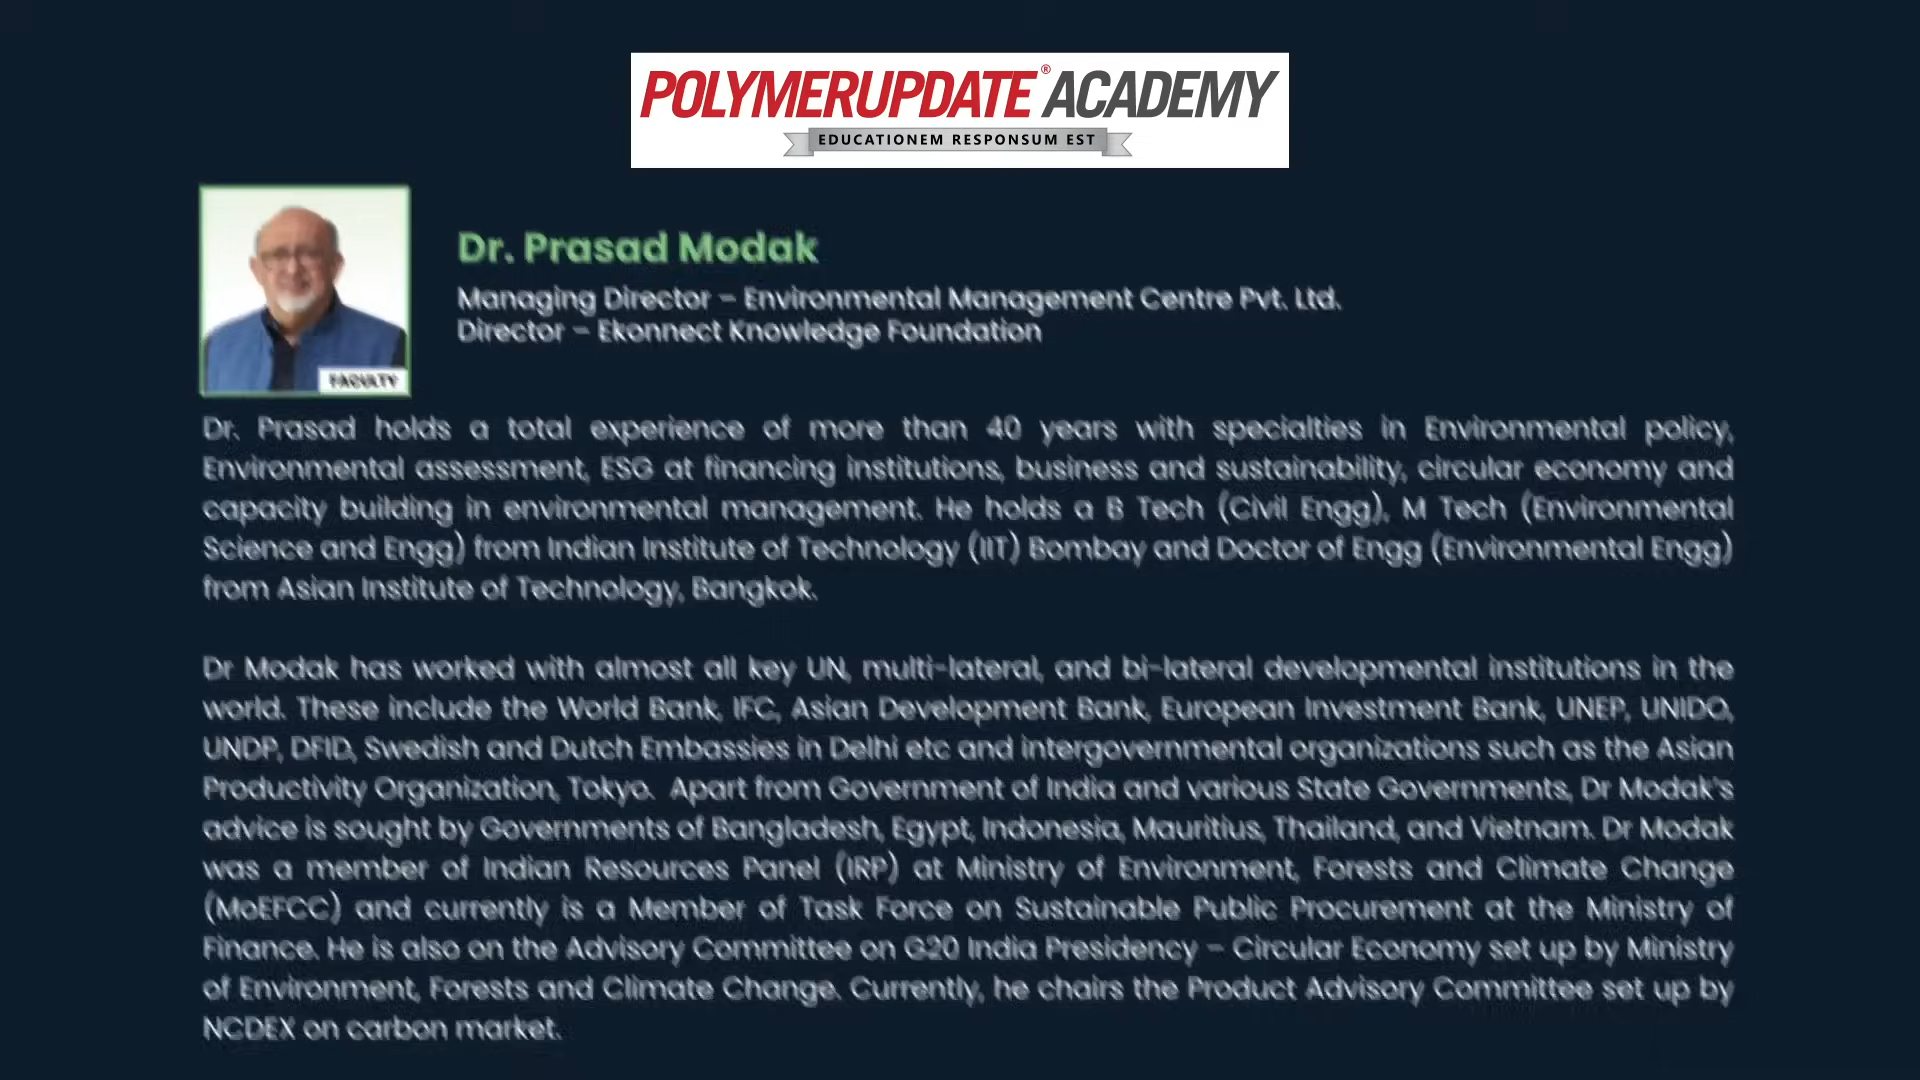 POLYMERUPDATE® ACADEMY
EDUCATIONEM RESPONSUM EST
Dr. Prasad Modak
Managing Director – Environmental Management Centre Pvt. Ltd.
Director – Ekonnect Knowledge Foundation
FACULTY
Dr. Prasad holds a total experience of more than 40 years with specialties in Environmental policy,
Environmental assessment, ESG at financing institutions, business and sustainability, circular economy and
capacity building in environmental management. He holds a B Tech (Civil Engg), M Tech (Environmental
Science and Engg) from Indian Institute of Technology (IIT) Bombay and Doctor of Engg (Environmental Engg)
from Asian Institute of Technology, Bangkok.
Dr Modak has worked with almost all key UN, multi-lateral, and bi-lateral developmental institutions in the
world. These include the World Bank, IFC, Asian Development Bank, European Investment Bank, UNEP, UNIDO,
UNDP, DFID, Swedish and Dutch Embassies in Delhi etc and intergovernmental organizations such as the Asian
Productivity Organization, Tokyo. Apart from Government of India and various State Governments, Dr Modak's
advice is sought by Governments of Bangladesh, Egypt, Indonesia, Mauritius, Thailand, and Vietnam. Dr Modak
was a member of Indian Resources Panel (IRP) at Ministry of Environment, Forests and Climate Change
(MoEFCC) and currently is a Member of Task Force on Sustainable Public Procurement at the Ministry of
Finance. He is also on the Advisory Committee on G20 India Presidency – Circular Economy set up by Ministry
of Environment, Forests and Climate Change. Currently, he chairs the Product Advisory Committee set up by
NCDEX on carbon market.